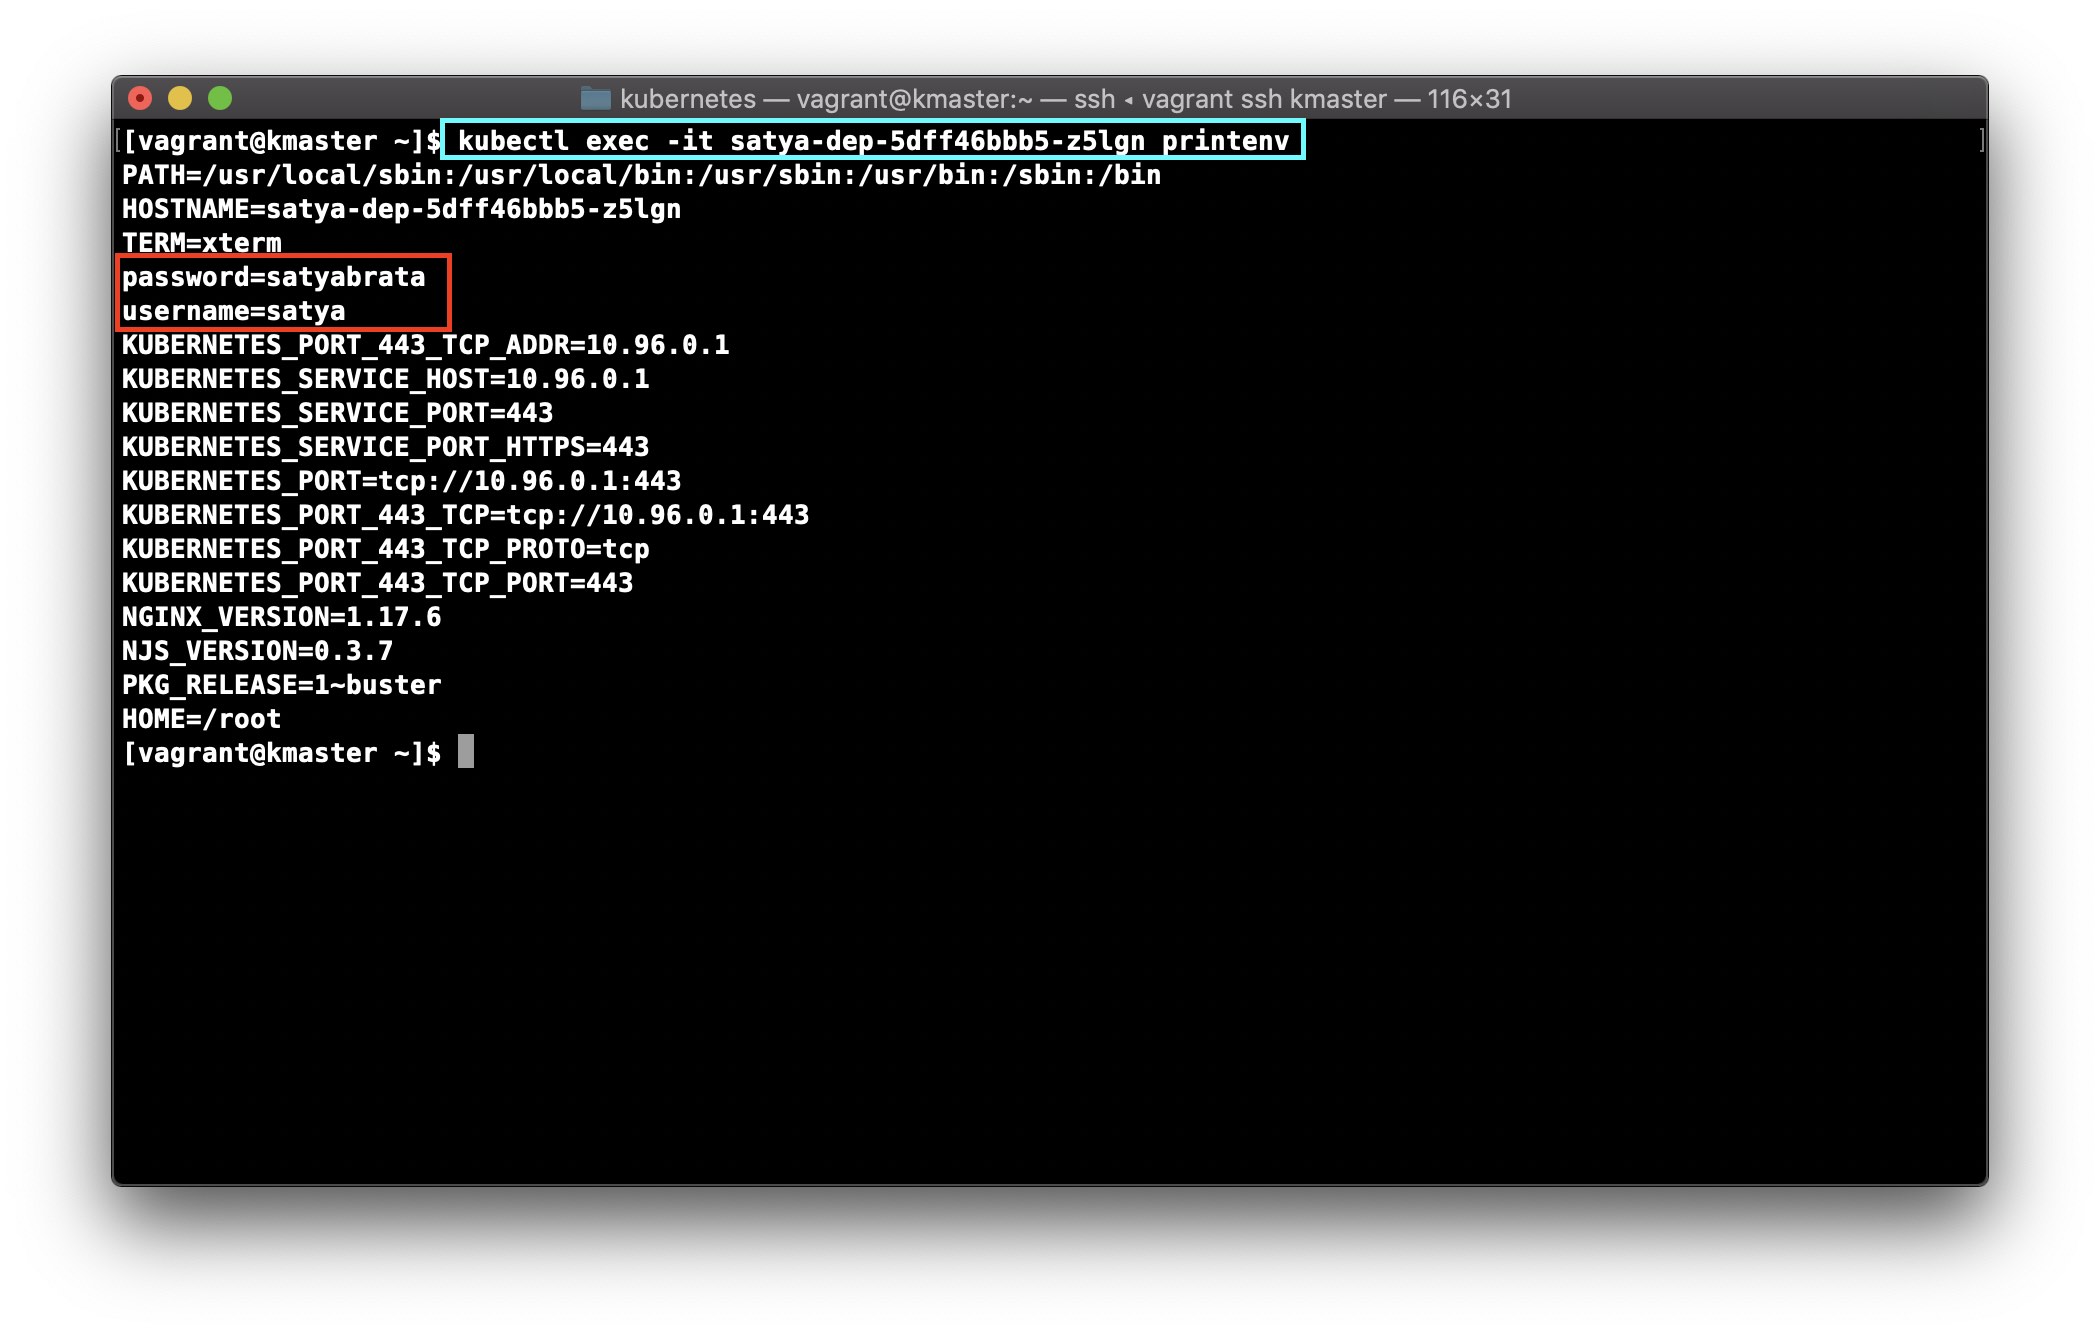 kubernetes — vagrant@kmaster:~ — ssh ◂ vagrant ssh kmaster — 116×31
[vagrant@kmaster ~]$ kubectl exec -it satya-dep-5dff46bbb5-z5lgn printenv
PATH=/usr/local/sbin:/usr/local/bin:/usr/sbin:/usr/bin:/sbin:/bin
HOSTNAME=satya-dep-5dff46bbb5-z5lgn
TERM=xterm
password=satyabrata
username=satya
KUBERNETES_PORT_443_TCP_ADDR=10.96.0.1
KUBERNETES_SERVICE_HOST=10.96.0.1
KUBERNETES_SERVICE_PORT=443
KUBERNETES_SERVICE_PORT_HTTPS=443
KUBERNETES_PORT=tcp://10.96.0.1:443
KUBERNETES_PORT_443_TCP=tcp://10.96.0.1:443
KUBERNETES_PORT_443_TCP_PROTO=tcp
KUBERNETES_PORT_443_TCP_PORT=443
NGINX_VERSION=1.17.6
NJS_VERSION=0.3.7
PKG_RELEASE=1~buster
HOME=/root
[vagrant@kmaster ~]$